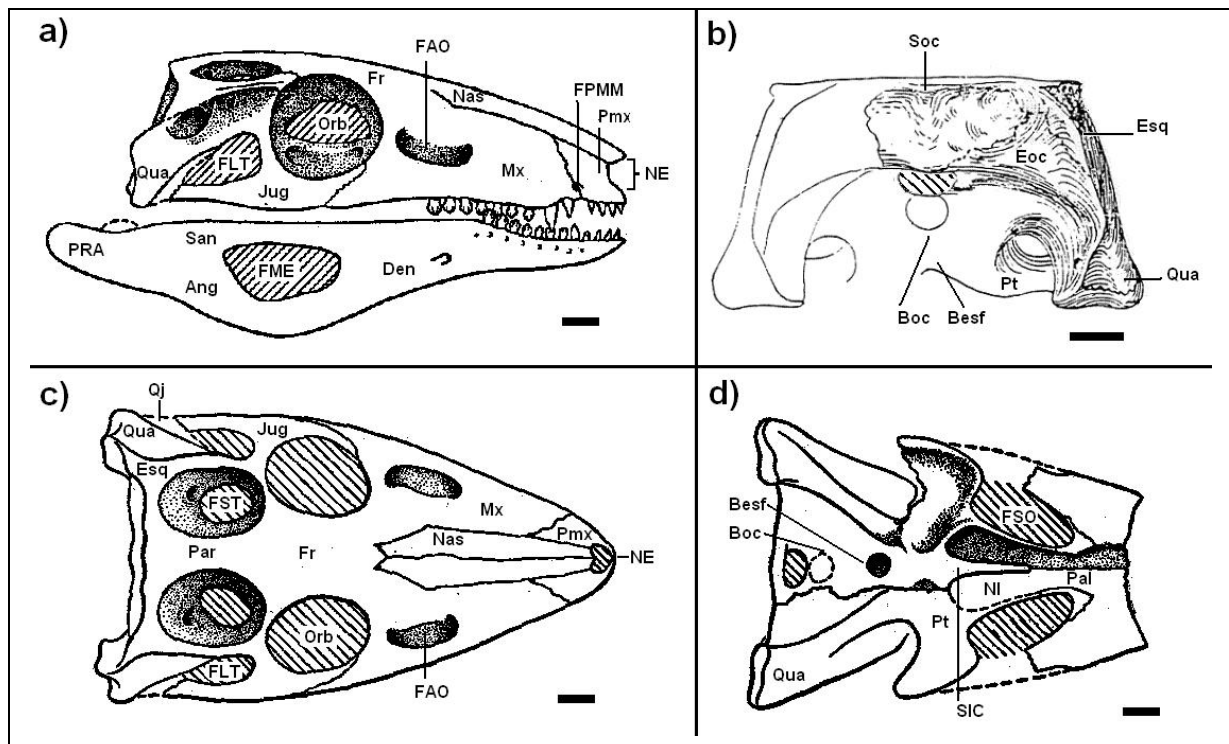 a)
FAO
Fr
Nas
FPMM
Pmx
Orb
NE
Qua
FLT
Mx
Jug
San
PRA
FME
Den
Ang
b)
Soc
Esq
Eoc
Qua
Pt
Boc
Besf
c)
Qj
Qua
Jug
Esq
FST
Mx
Nas
Pmx
Par
Fr
NE
Orb
FLT
FAO
d)
Besf
FSO
Boc
NI
Pal
Pt
Qua
SIC